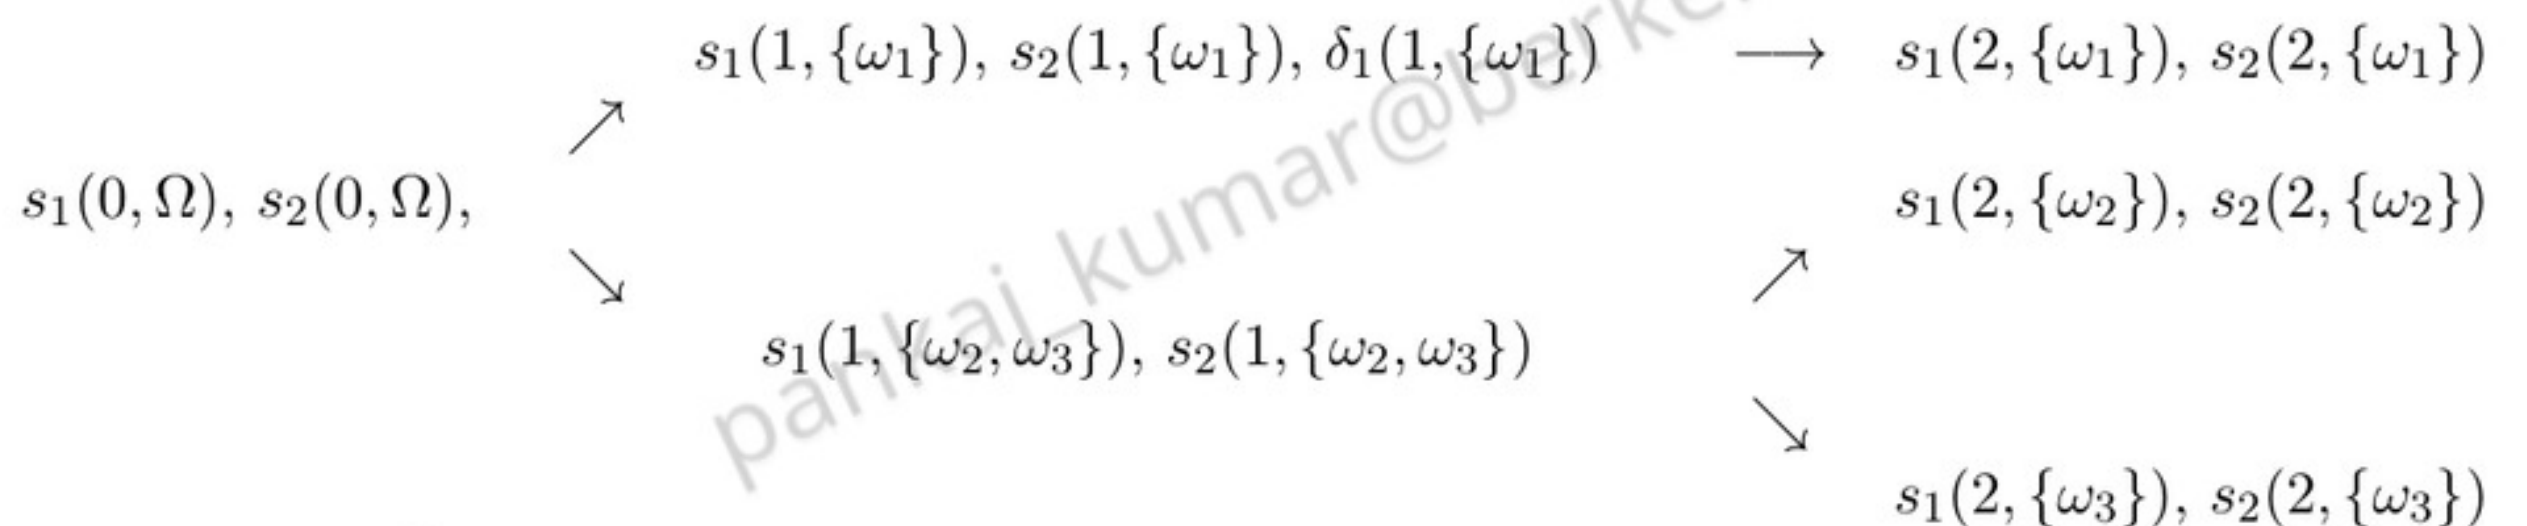 s₁(1, {ω₁}), s₂(1, {ω₁}), δ₁(1, {ω₁}) ⟶ s₁(2, {ω₁}), s₂(2, {ω₁})
↗
s₁(0, Ω), s₂(0, Ω), s₁(2, {ω₂}), s₂(2, {ω₂})
↘ ↗
s₁(1, {ω₂, ω₃}), s₂(1, {ω₂, ω₃})
↘
s₁(2, {ω₃}), s₂(2, {ω₃})
pankaj_kumar@berke